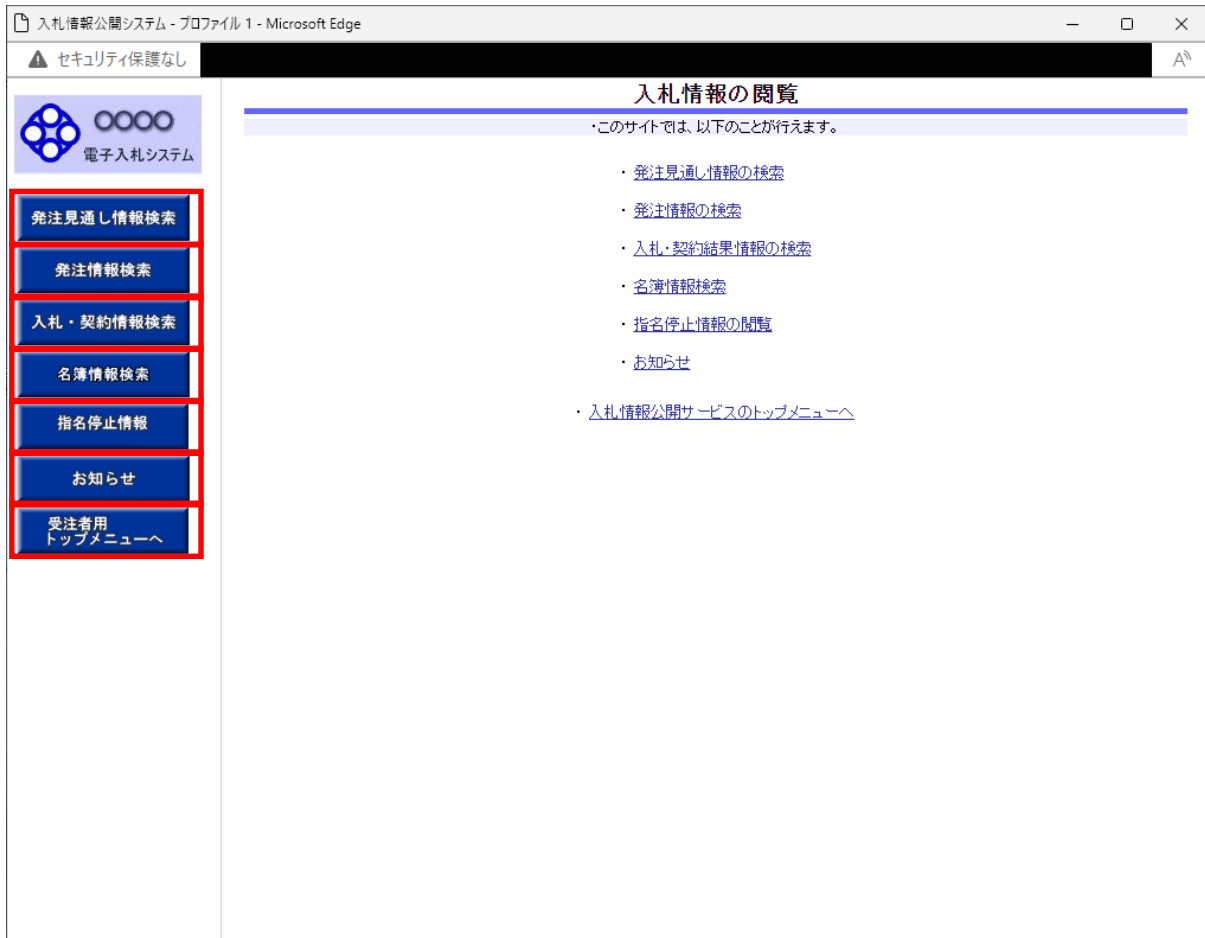 入札情報公開システム - プロファイル 1 - Microsoft Edge
セキュリティ保護なし
A
○○○○
電子入札システム
発注見通し情報検索
発注情報検索
入札・契約情報検索
名簿情報検索
指名停止情報
お知らせ
受注者用
トップメニューへ
入札情報の閲覧
・このサイトでは、以下のことが行えます。
・ 発注見通し情報の検索
・ 発注情報の検索
・ 入札・契約結果情報の検索
・ 名簿情報検索
・ 指名停止情報の閲覧
・ お知らせ
・ 入札情報公開サービスのトップメニューへ